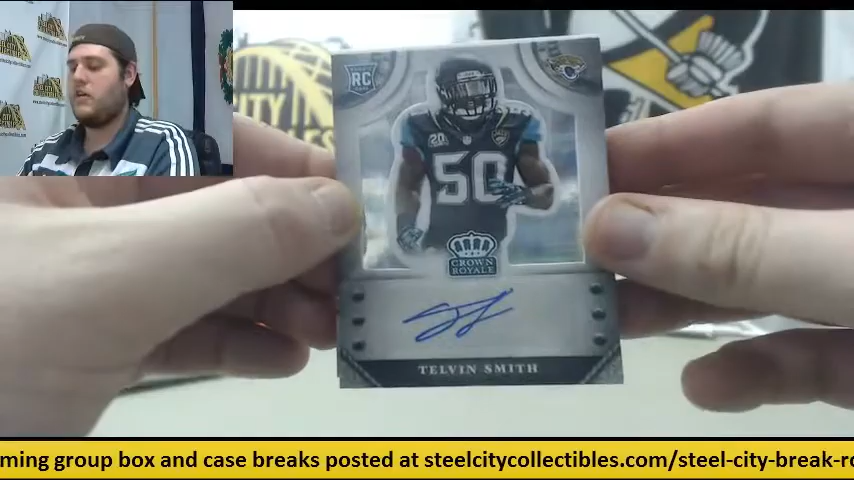 RC
20
50
CROWN
ROYALE
TELVIN SMITH
ming group box and case breaks posted at steelcitycollectibles.com/steel-city-break-r